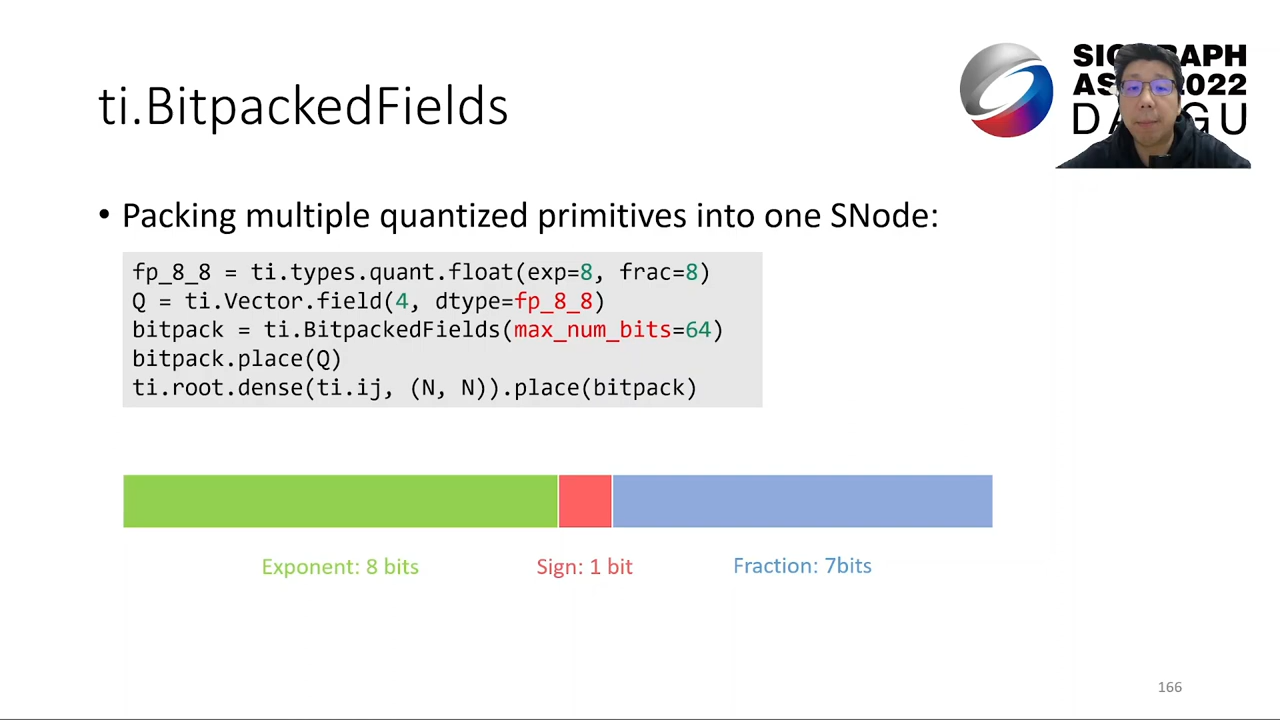 ti.BitpackedFields
• Packing multiple quantized primitives into one SNode:
fp_8_8 = ti.types.quant.float(exp=8, frac=8)
Q = ti.Vector.field(4, dtype=fp_8_8)
bitpack = ti.BitpackedFields(max_num_bits=64)
bitpack.place(Q)
ti.root.dense(ti.ij, (N, N)).place(bitpack)
Exponent: 8 bits
Sign: 1 bit
Fraction: 7bits
166